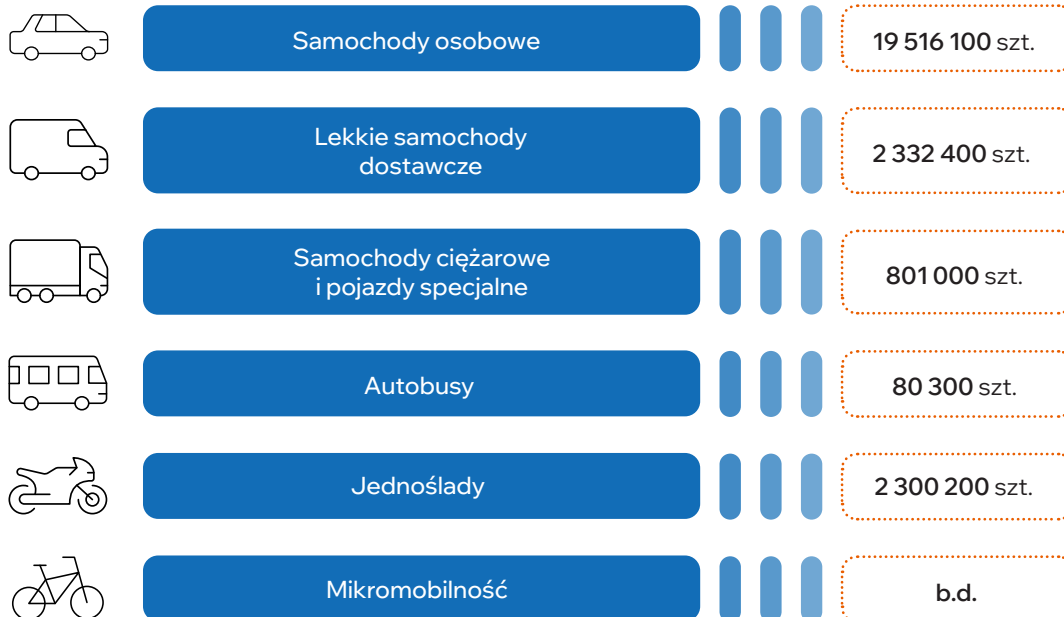 Samochody osobowe
19 516 100 szt.
Lekkie samochody
dostawcze
2 332 400 szt.
Samochody ciężarowe
i pojazdy specjalne
801 000 szt.
Autobusy
80 300 szt.
Jednoślady
2 300 200 szt.
Mikromobilność
b.d.